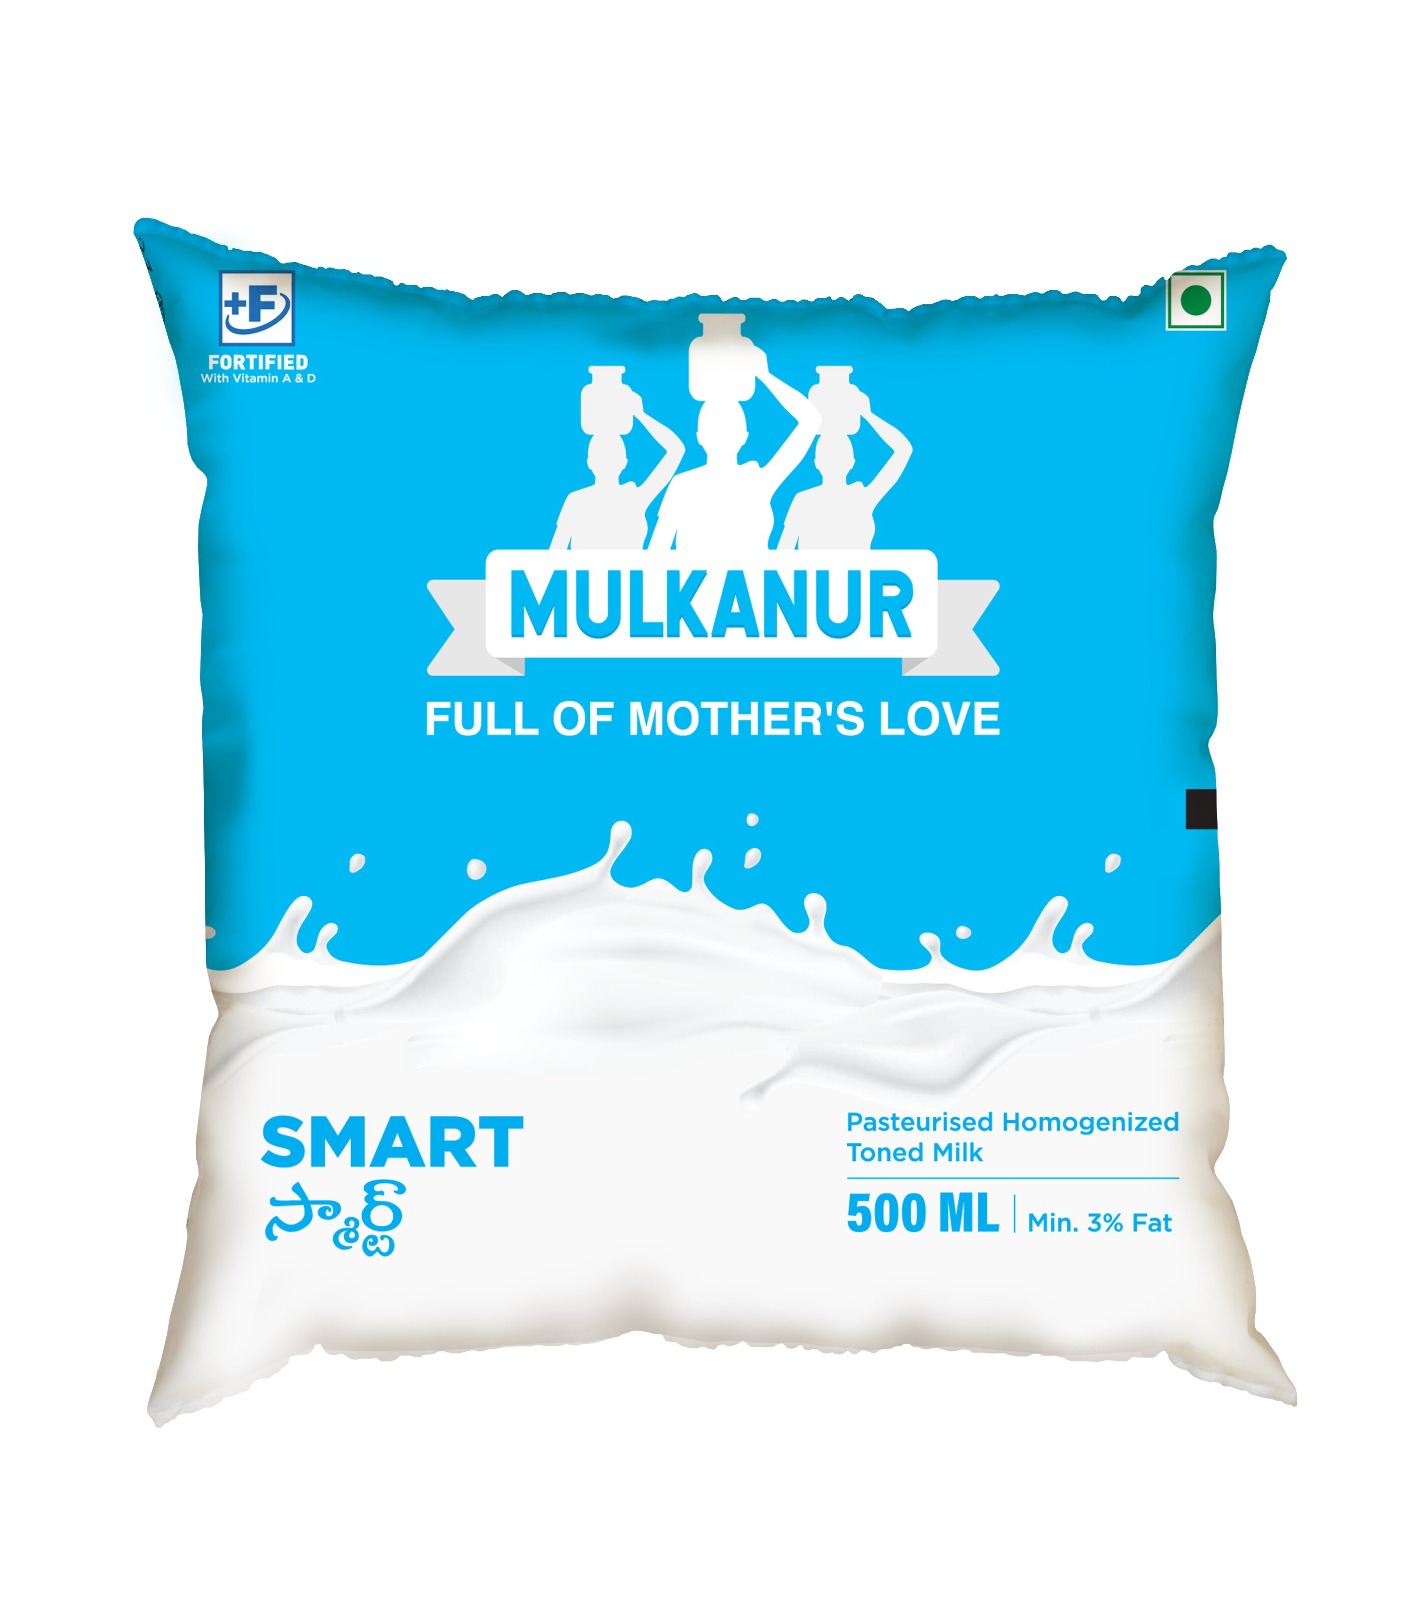 +F
FORTIFIED
With Vitamin A & D
MULKANUR
FULL OF MOTHER'S LOVE
SMART
స్మార్ట్
Pasteurised Homogenized
Toned Milk
500 ML | Min. 3% Fat